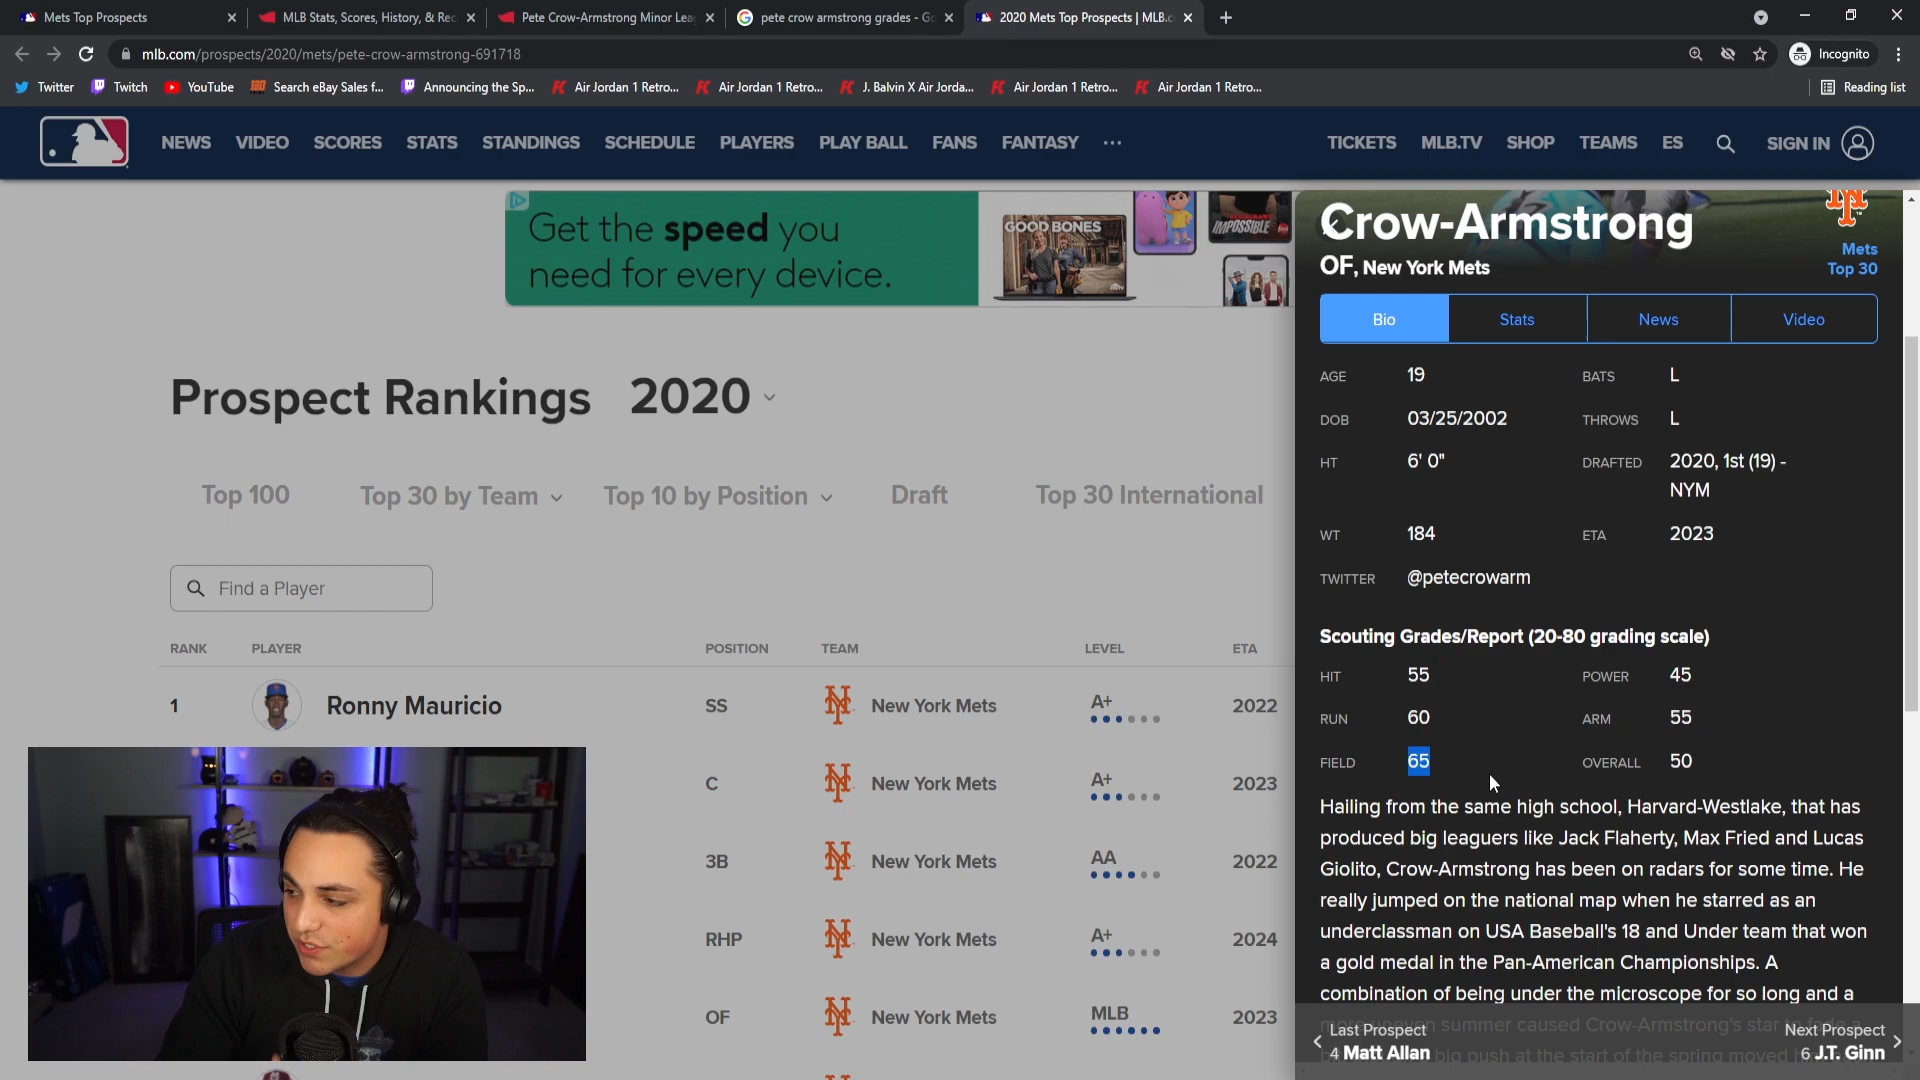 Mets Top Prospects
MLB Stats, Scores, History, & Rec
Pete Crow-Armstrong Minor Lea
pete crow armstrong grades - Go
2020 Mets Top Prospects | MLB.c
mlb.com/prospects/2020/mets/pete-crow-armstrong-691718
Incognito
Twitter
Twitch
YouTube
Search eBay Sales f...
Announcing the Sp...
Air Jordan 1 Retro...
Air Jordan 1 Retro...
J. Balvin X Air Jorda...
Air Jordan 1 Retro...
Air Jordan 1 Retro...
Reading list
NEWS VIDEO SCORES STATS STANDINGS SCHEDULE PLAYERS PLAY BALL FANS FANTASY ...
TICKETS MLB.TV SHOP TEAMS ES SIGN IN
Get the speed you
need for every device.
GOOD BONES
IMPOSSIBLE
Prospect Rankings 2020
Top 100 Top 30 by Team Top 10 by Position Draft Top 30 International
Find a Player
RANK PLAYER POSITION TEAM LEVEL ETA
1 Ronny Mauricio SS New York Mets A+ 2022
C New York Mets A+ 2023
3B New York Mets AA 2022
RHP New York Mets A+ 2024
OF New York Mets MLB 2023
Crow-Armstrong
OF, New York Mets
Mets
Top 30
Bio Stats News Video
AGE 19 BATS L
DOB 03/25/2002 THROWS L
HT 6' 0" DRAFTED 2020, 1st (19) -
NYM
WT 184 ETA 2023
TWITTER @petecrowarm
Scouting Grades/Report (20-80 grading scale)
HIT 55 POWER 45
RUN 60 ARM 55
FIELD 65 OVERALL 50
Hailing from the same high school, Harvard-Westlake, that has
produced big leaguers like Jack Flaherty, Max Fried and Lucas
Giolito, Crow-Armstrong has been on radars for some time. He
really jumped on the national map when he starred as an
underclassman on USA Baseball's 18 and Under team that won
a gold medal in the Pan-American Championships. A
combination of being under the microscope for so long and a
more uneven summer caused Crow-Armstrong's star to fade a
big push at the start of the spring moved
Last Prospect
4 Matt Allan
Next Prospect
6 J.T. Ginn